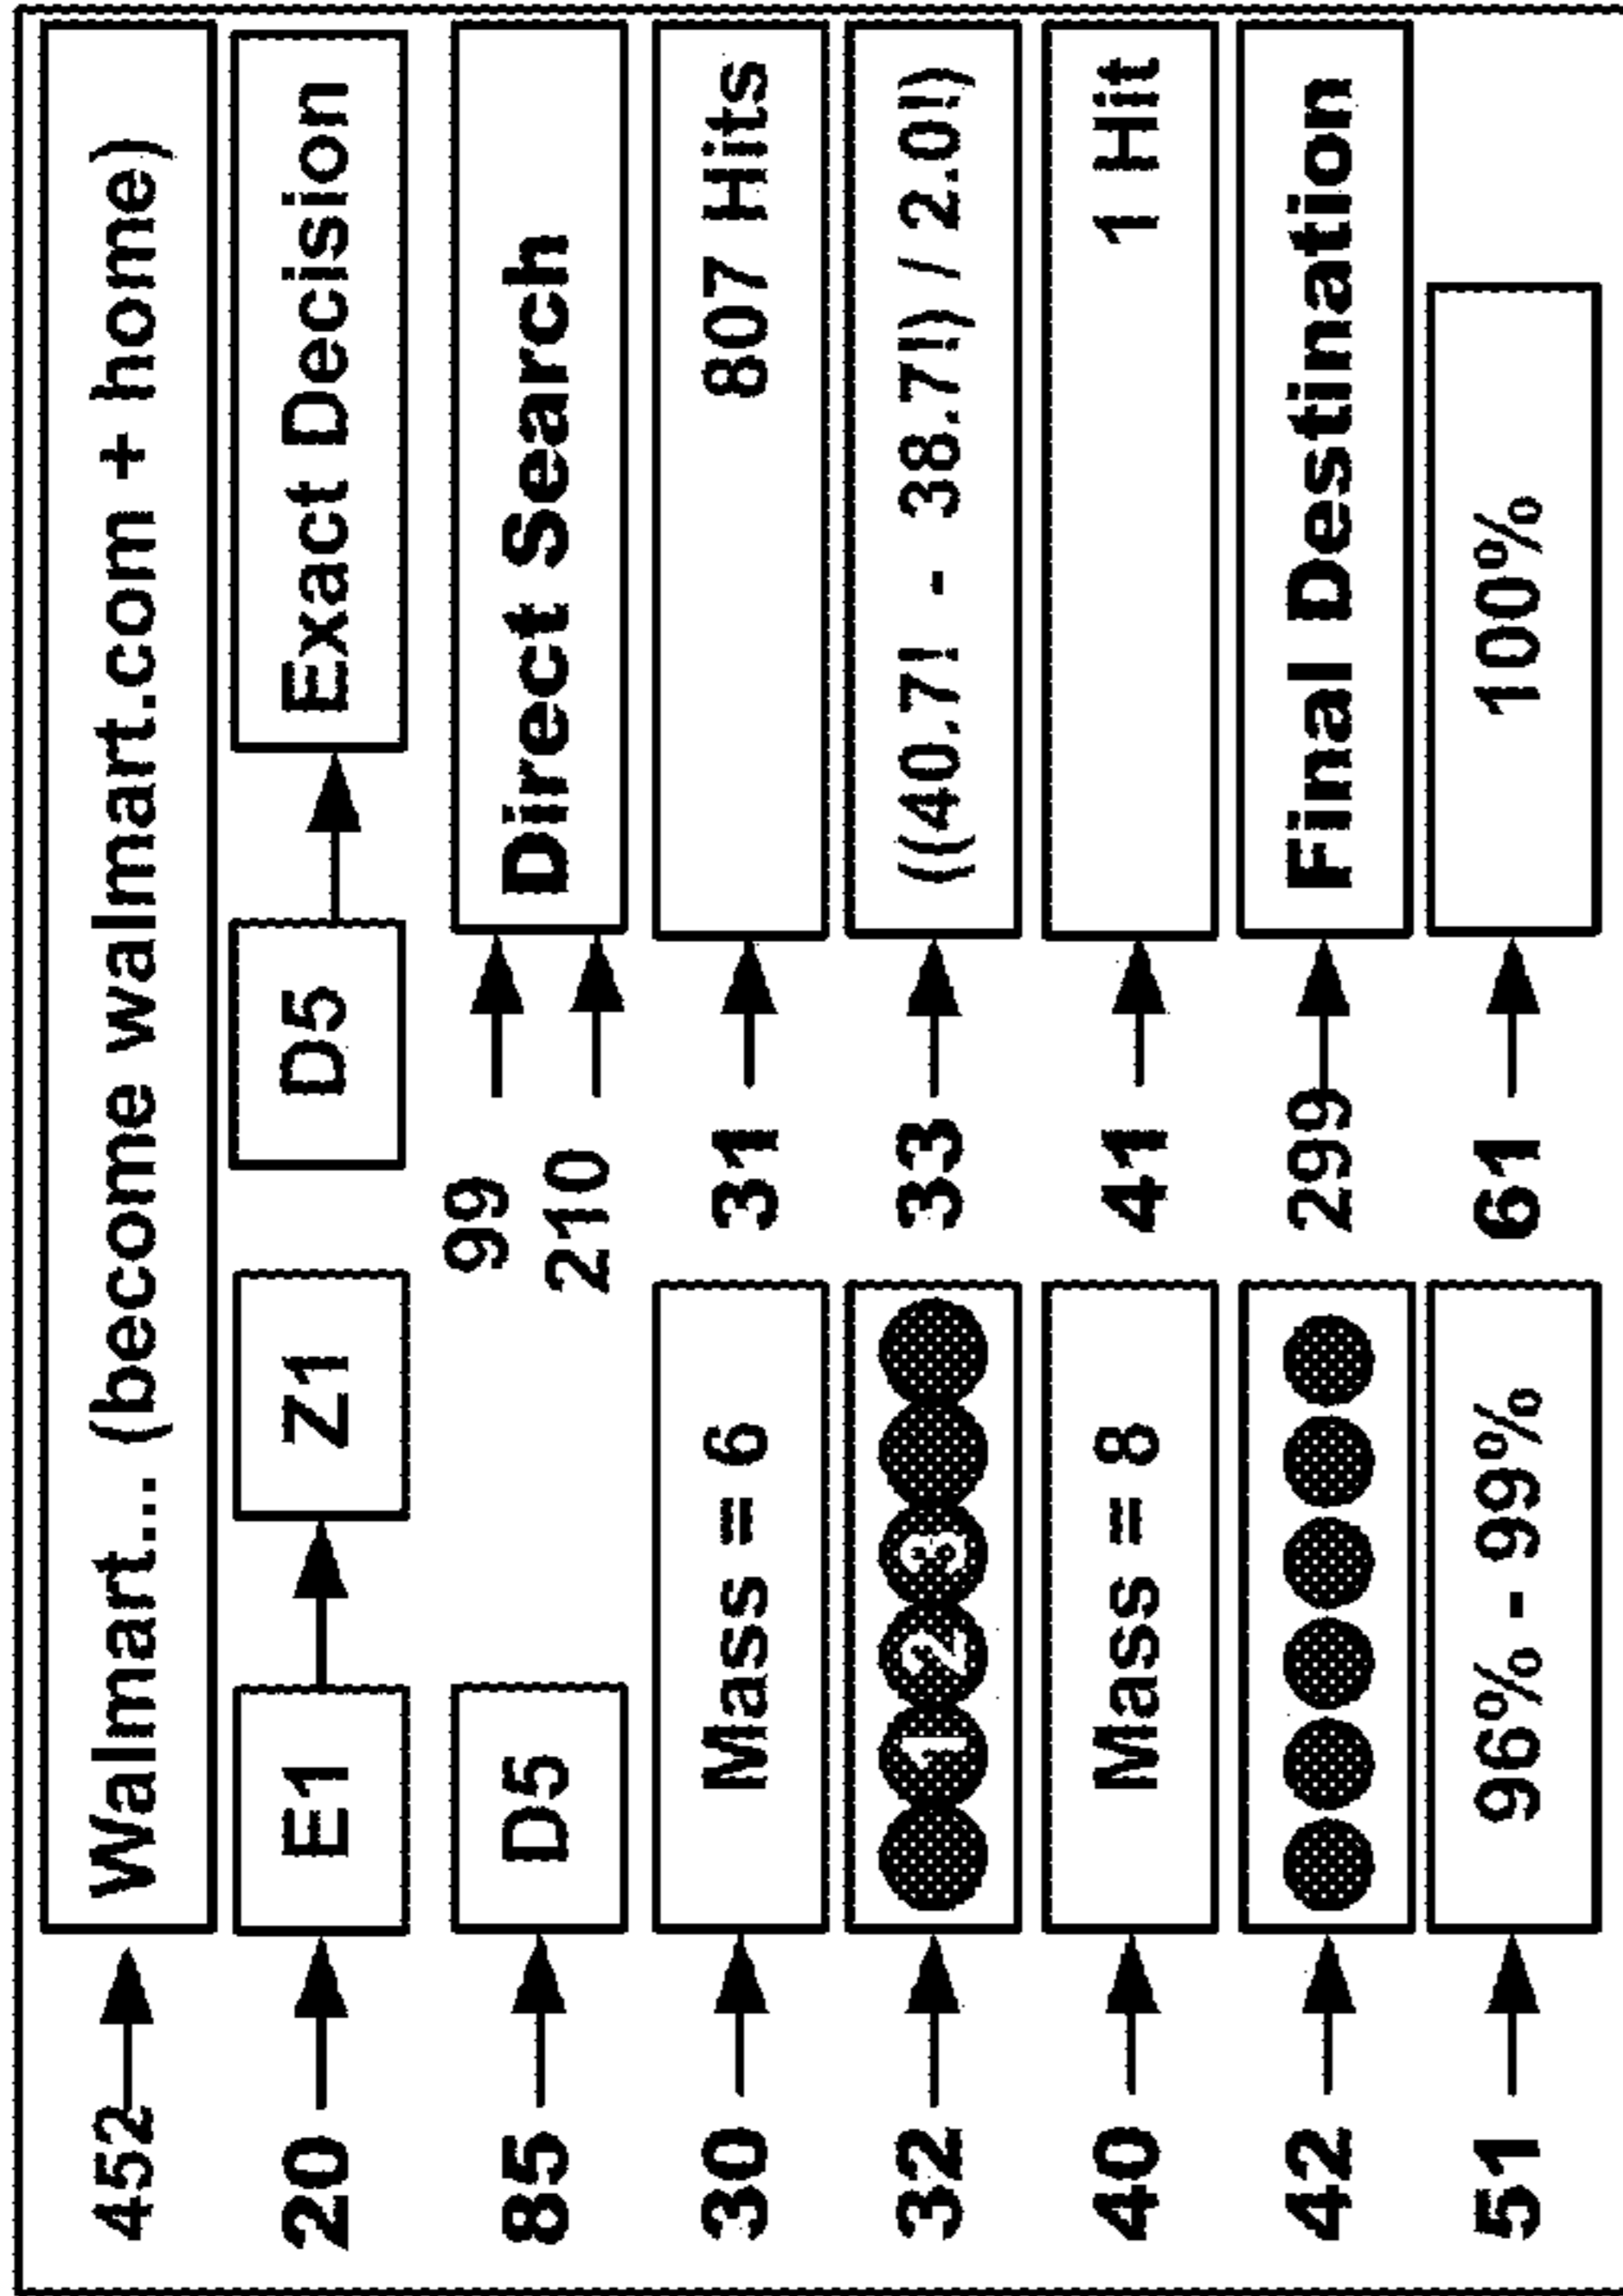 452 Walmart... (become walmart.com + home)
20 E1 Z1 D5 Exact Decision
85 D5 99 210 Direct Search
30 Mass = 6 31 807 Hits
32 1 2 3 33 ((40.7! - 38.7!) / 2.0!)
40 Mass = 8 41 1 Hit
42 299 Final Destination
51 96% - 99% 61 100%